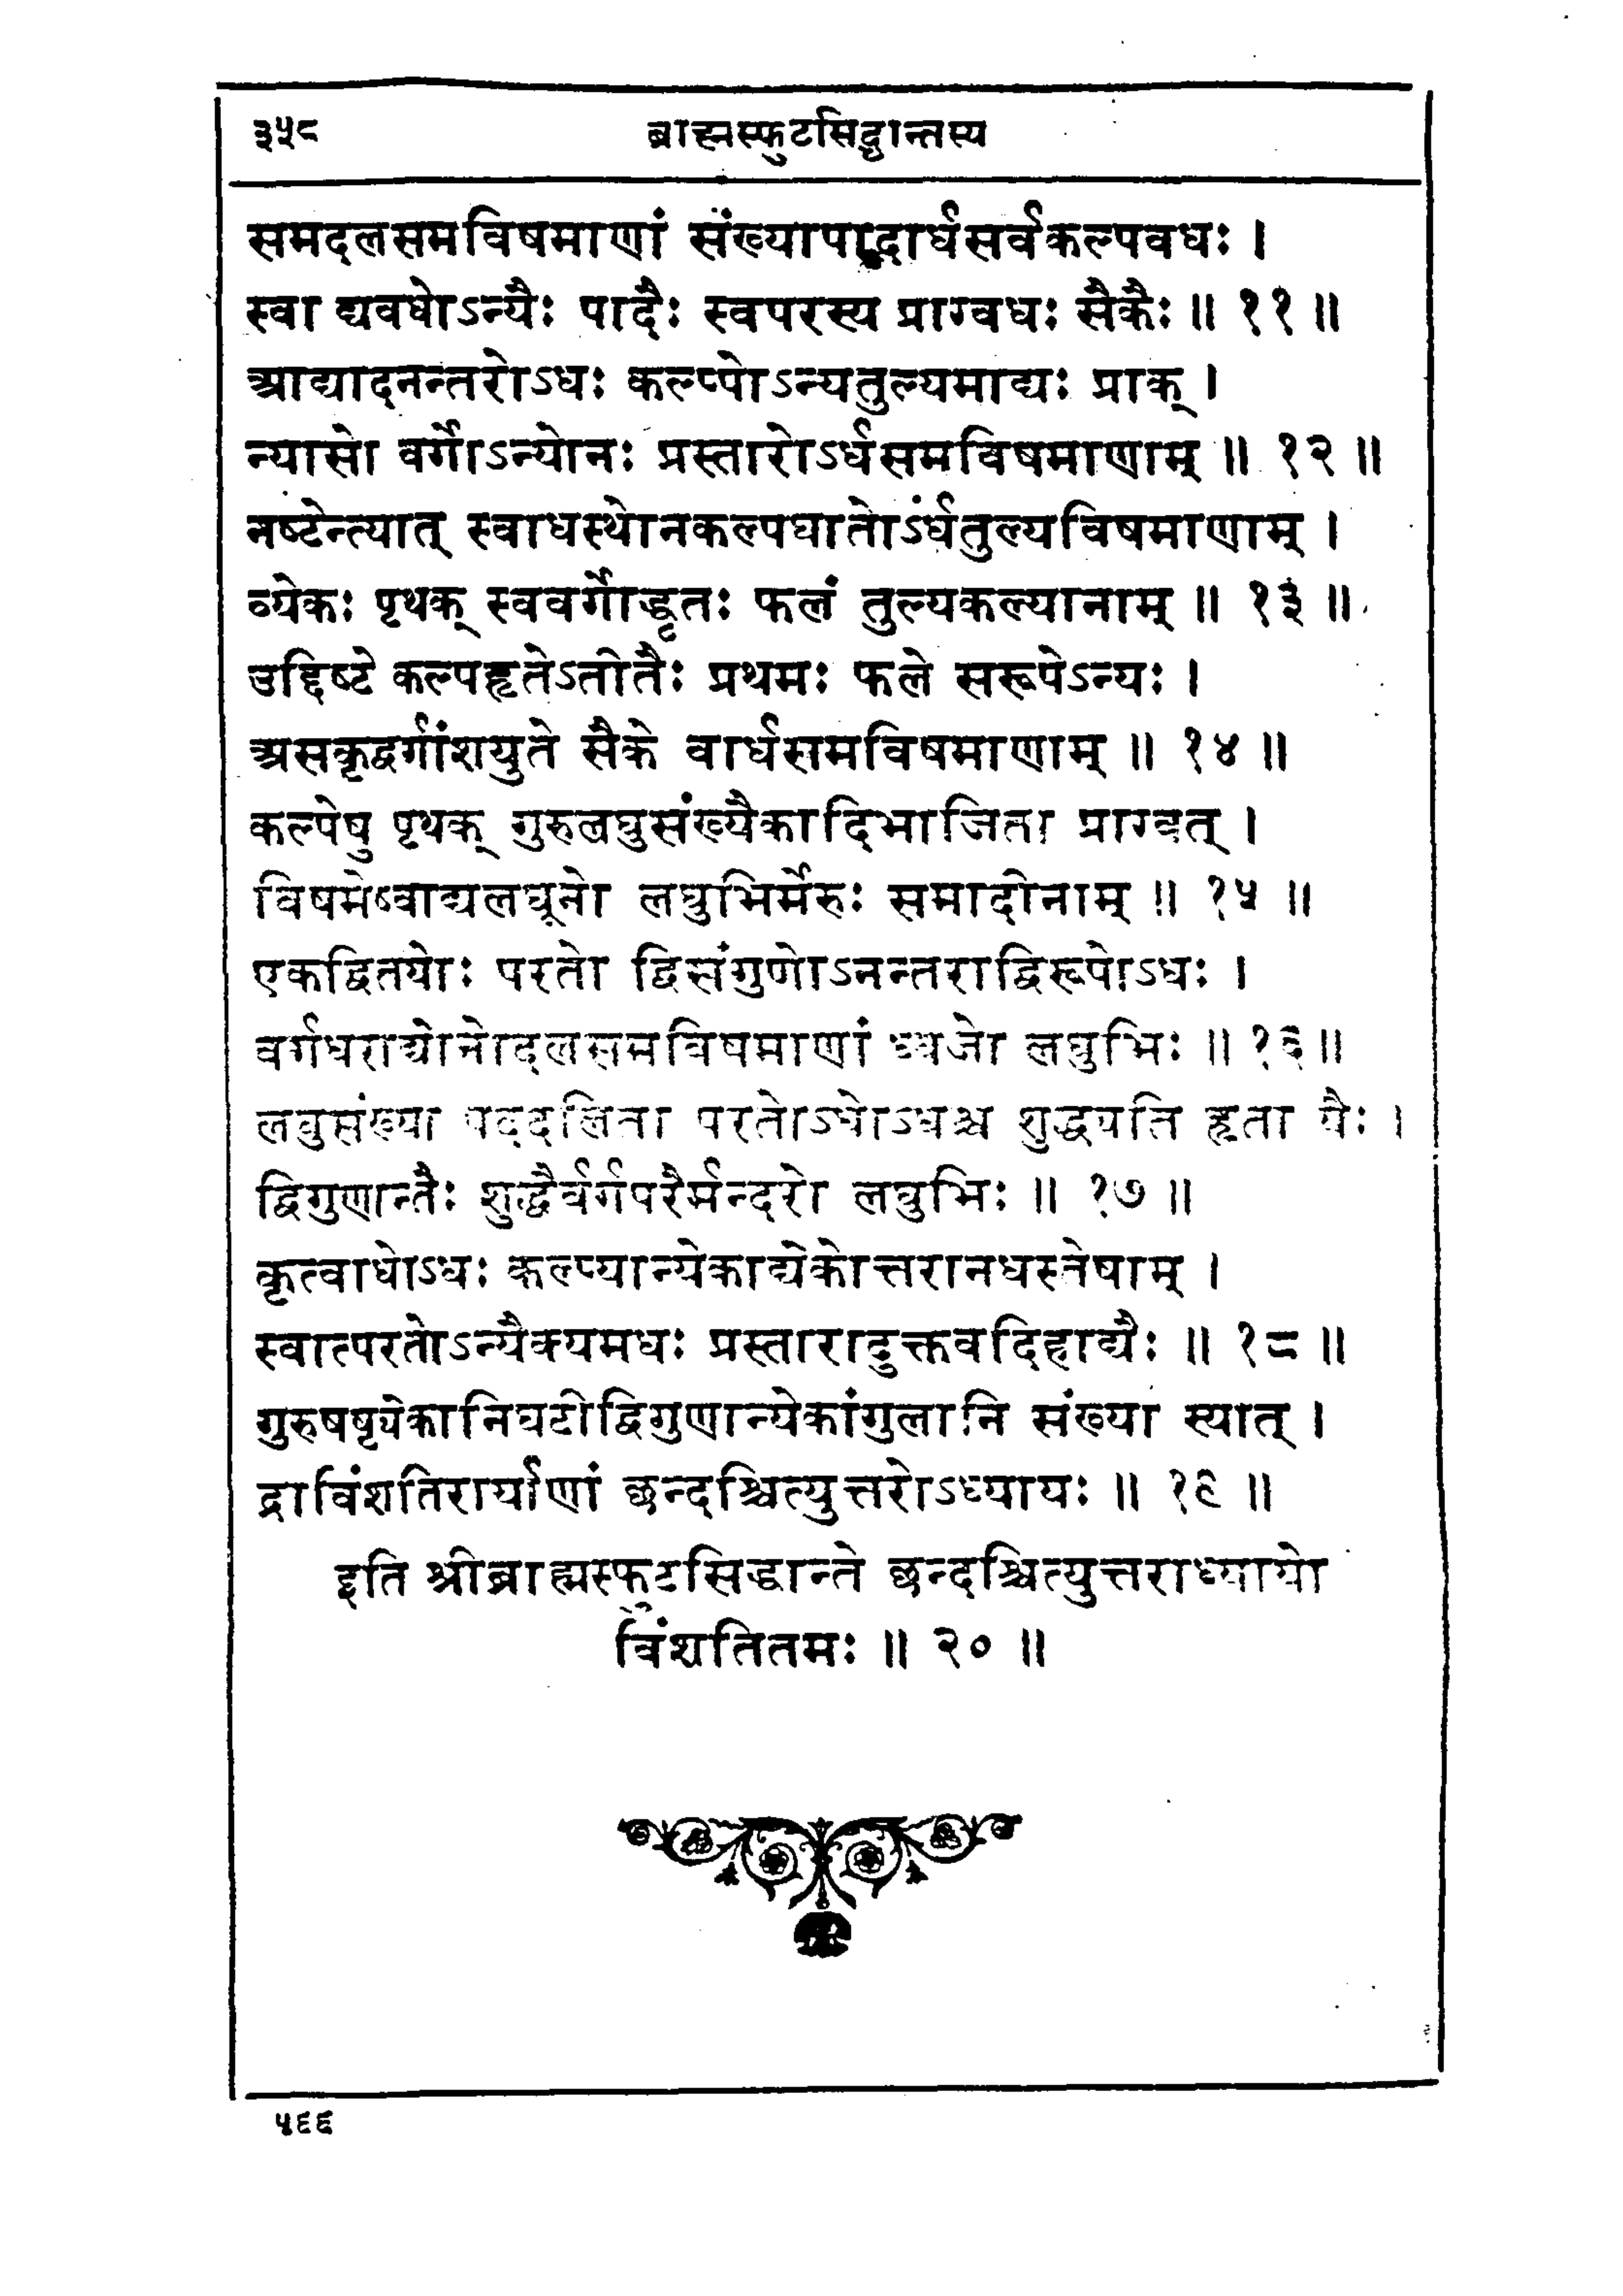 ३५८ ब्राह्मस्फुटसिद्धान्तस्य
समदलसमविषमाणां संख्यापादार्धसर्वकल्पवधः ।
स्वा द्यवधोऽन्यैः पादैः स्वपरस्य प्राग्वधः सैकैः ॥ ११ ॥
आद्यादनन्तरोऽधः कल्प्पोऽन्यतुल्यमाद्यः प्राक् ।
न्यासो वर्गोऽन्योनः प्रस्तारोऽर्धसमविषमाणाम् ॥ १२ ॥
नष्टेन्त्यात् स्वाधस्थोनकल्पघातोऽर्धतुल्यविषमाणाम् ।
व्येकः पृथक् स्ववर्गोद्धृतः फलं तुल्यकल्यानाम् ॥ १३ ॥
उद्दिष्टे कल्पहृतेऽतीतैः प्रथमः फले सरूपेऽन्यः ।
असकृद्वर्गांशयुते सैके वार्धसमविषमाणाम् ॥ १४ ॥
कल्पेषु पृथक् गुरुलघुसंख्यैकादिभाजिता प्राग्वत् ।
विषमेष्वाद्यलघूनो लघुभिर्मेरुः समादीनाम् ॥ १५ ॥
एकद्वितयोः परतो द्विसंगुणोऽनन्तराद्विरूपोऽधः ।
वर्गधराद्योनोदलसमविषमाणां ध्वजो लघुभिः ॥ १६ ॥
लघुसंख्या पददलिता परतोऽधोऽधश्च शुद्धयति हृता यैः ।
द्विगुणान्तैः शुद्धैर्वर्गपरैर्मन्दरो लघुभिः ॥ १७ ॥
कृत्वाधोऽधः कल्प्यान्येकाद्येकोत्तरानधस्तेषाम् ।
स्वात्परतोऽन्यैक्यमधः प्रस्तारादुक्तवदिहाद्यैः ॥ १८ ॥
गुरुषष्ट्येकानिघटीद्विगुणान्येकांगुलानि संख्या स्यात् ।
द्राविंशतिरार्याणां छन्दश्चित्युत्तरोऽध्यायः ॥ १९ ॥
इति श्रीब्राह्मस्फुटसिद्धान्ते छन्दश्चित्युत्तराध्यायो
विंशतितमः ॥ २० ॥
५९६